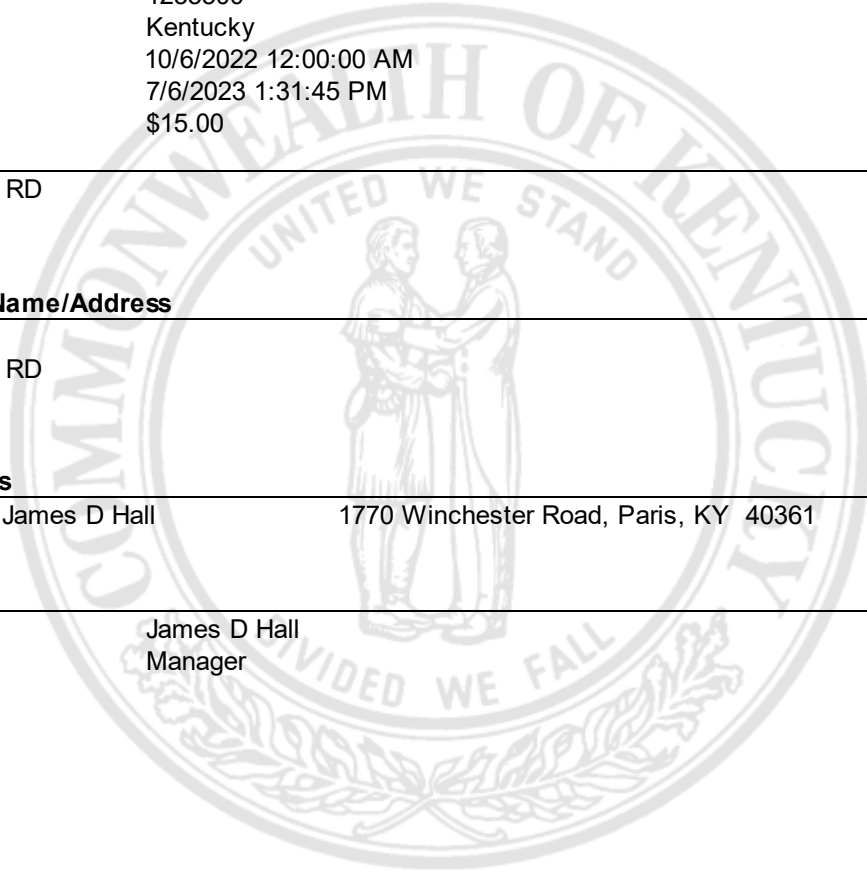 Kentucky
10/6/2022 12:00:00 AM
7/6/2023 1:31:45 PM
$15.00
RD
Name/Address
RD
s
James D Hall 1770 Winchester Road, Paris, KY 40361
James D Hall
Manager
COMMONWEALTH OF KENTUCKY
UNITED WE STAND
DIVIDED WE FALL